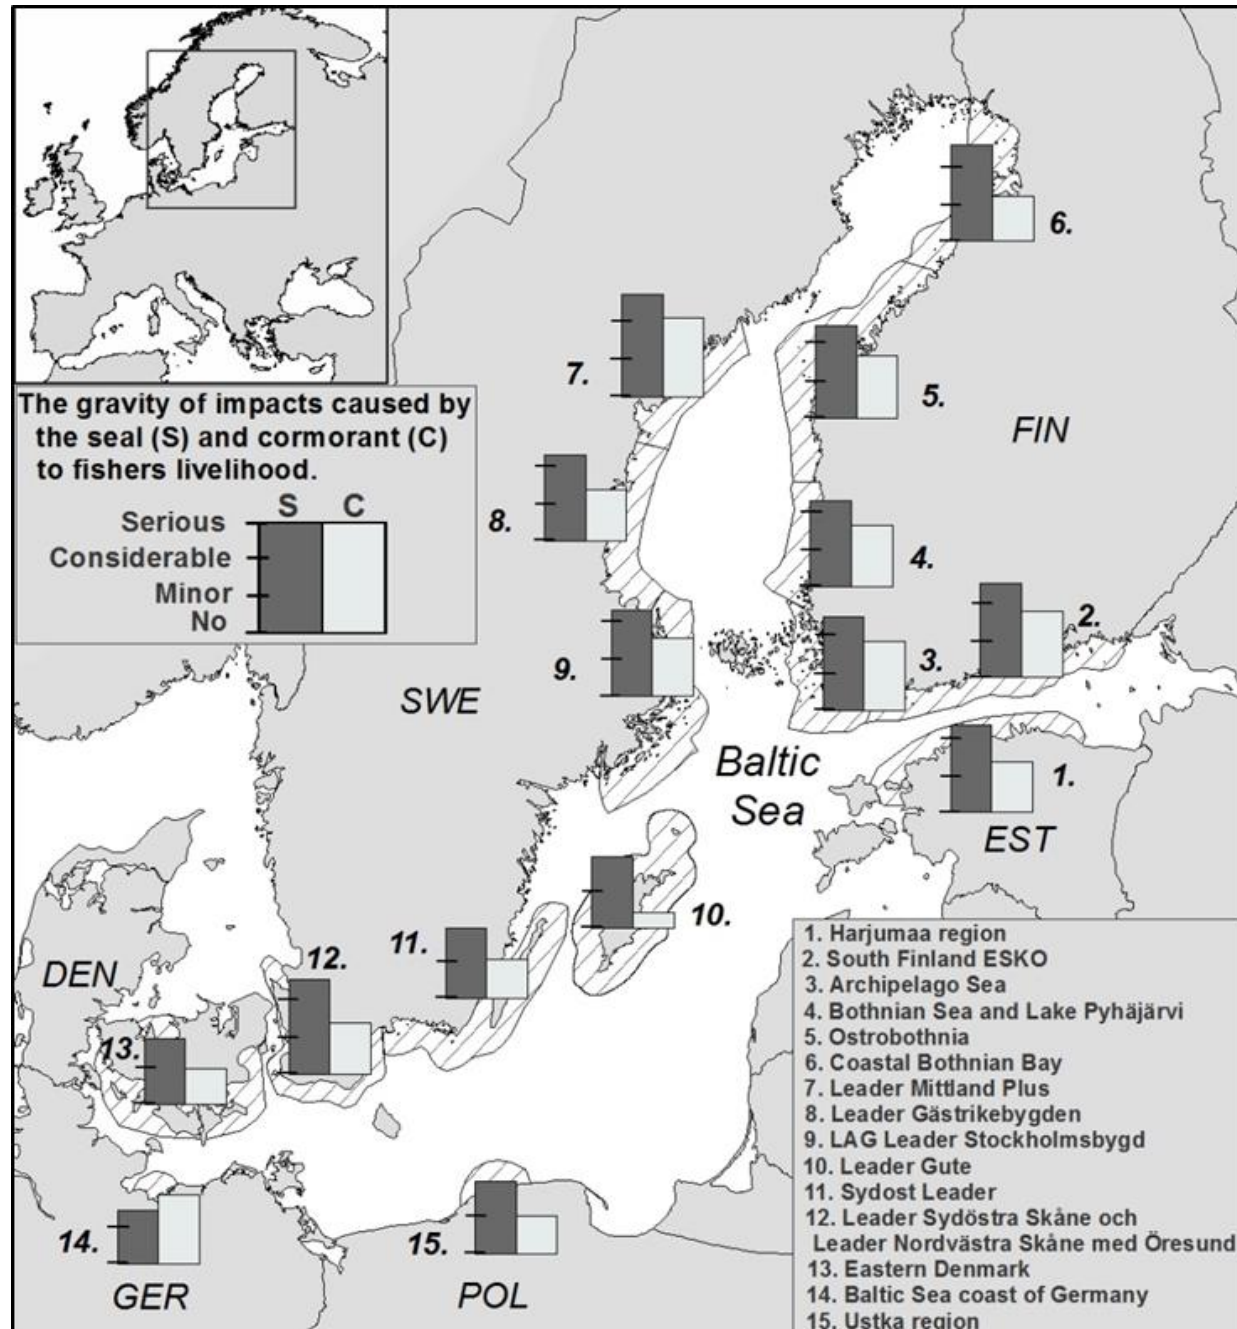 The gravity of impacts caused by
the seal (S) and cormorant (C)
to fishers livelihood.
S C
Serious
Considerable
Minor
No
6.
7.
5.
FIN
8.
4.
2.
9.
3.
SWE
Baltic
Sea
1.
EST
10.
11.
12.
DEN
13.
14.
15.
GER
POL
1. Harjumaa region
2. South Finland ESKO
3. Archipelago Sea
4. Bothnian Sea and Lake Pyhäjärvi
5. Ostrobothnia
6. Coastal Bothnian Bay
7. Leader Mittland Plus
8. Leader Gästrikebygden
9. LAG Leader Stockholmsbygd
10. Leader Gute
11. Sydost Leader
12. Leader Sydöstra Skåne och
Leader Nordvästra Skåne med Öresund
13. Eastern Denmark
14. Baltic Sea coast of Germany
15. Ustka region